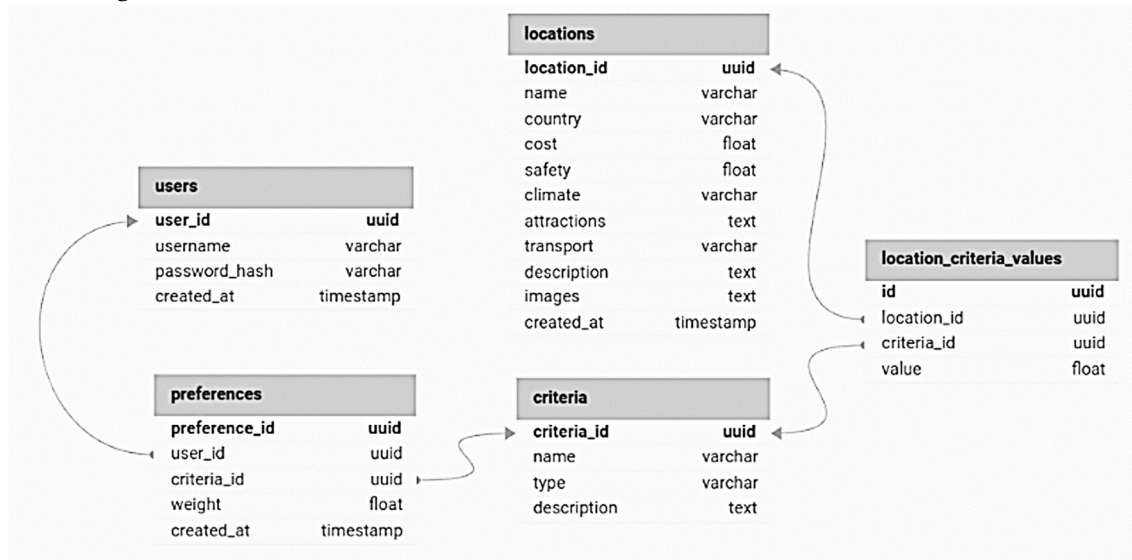 locations
location_id uuid
name varchar
country varchar
cost float
safety float
climate varchar
attractions text
transport varchar
description text
images text
created_at timestamp
users
user_id uuid
username varchar
password_hash varchar
created_at timestamp
location_criteria_values
id uuid
location_id uuid
criteria_id uuid
value float
preferences
preference_id uuid
user_id uuid
criteria_id uuid
weight float
created_at timestamp
criteria
criteria_id uuid
name varchar
type varchar
description text